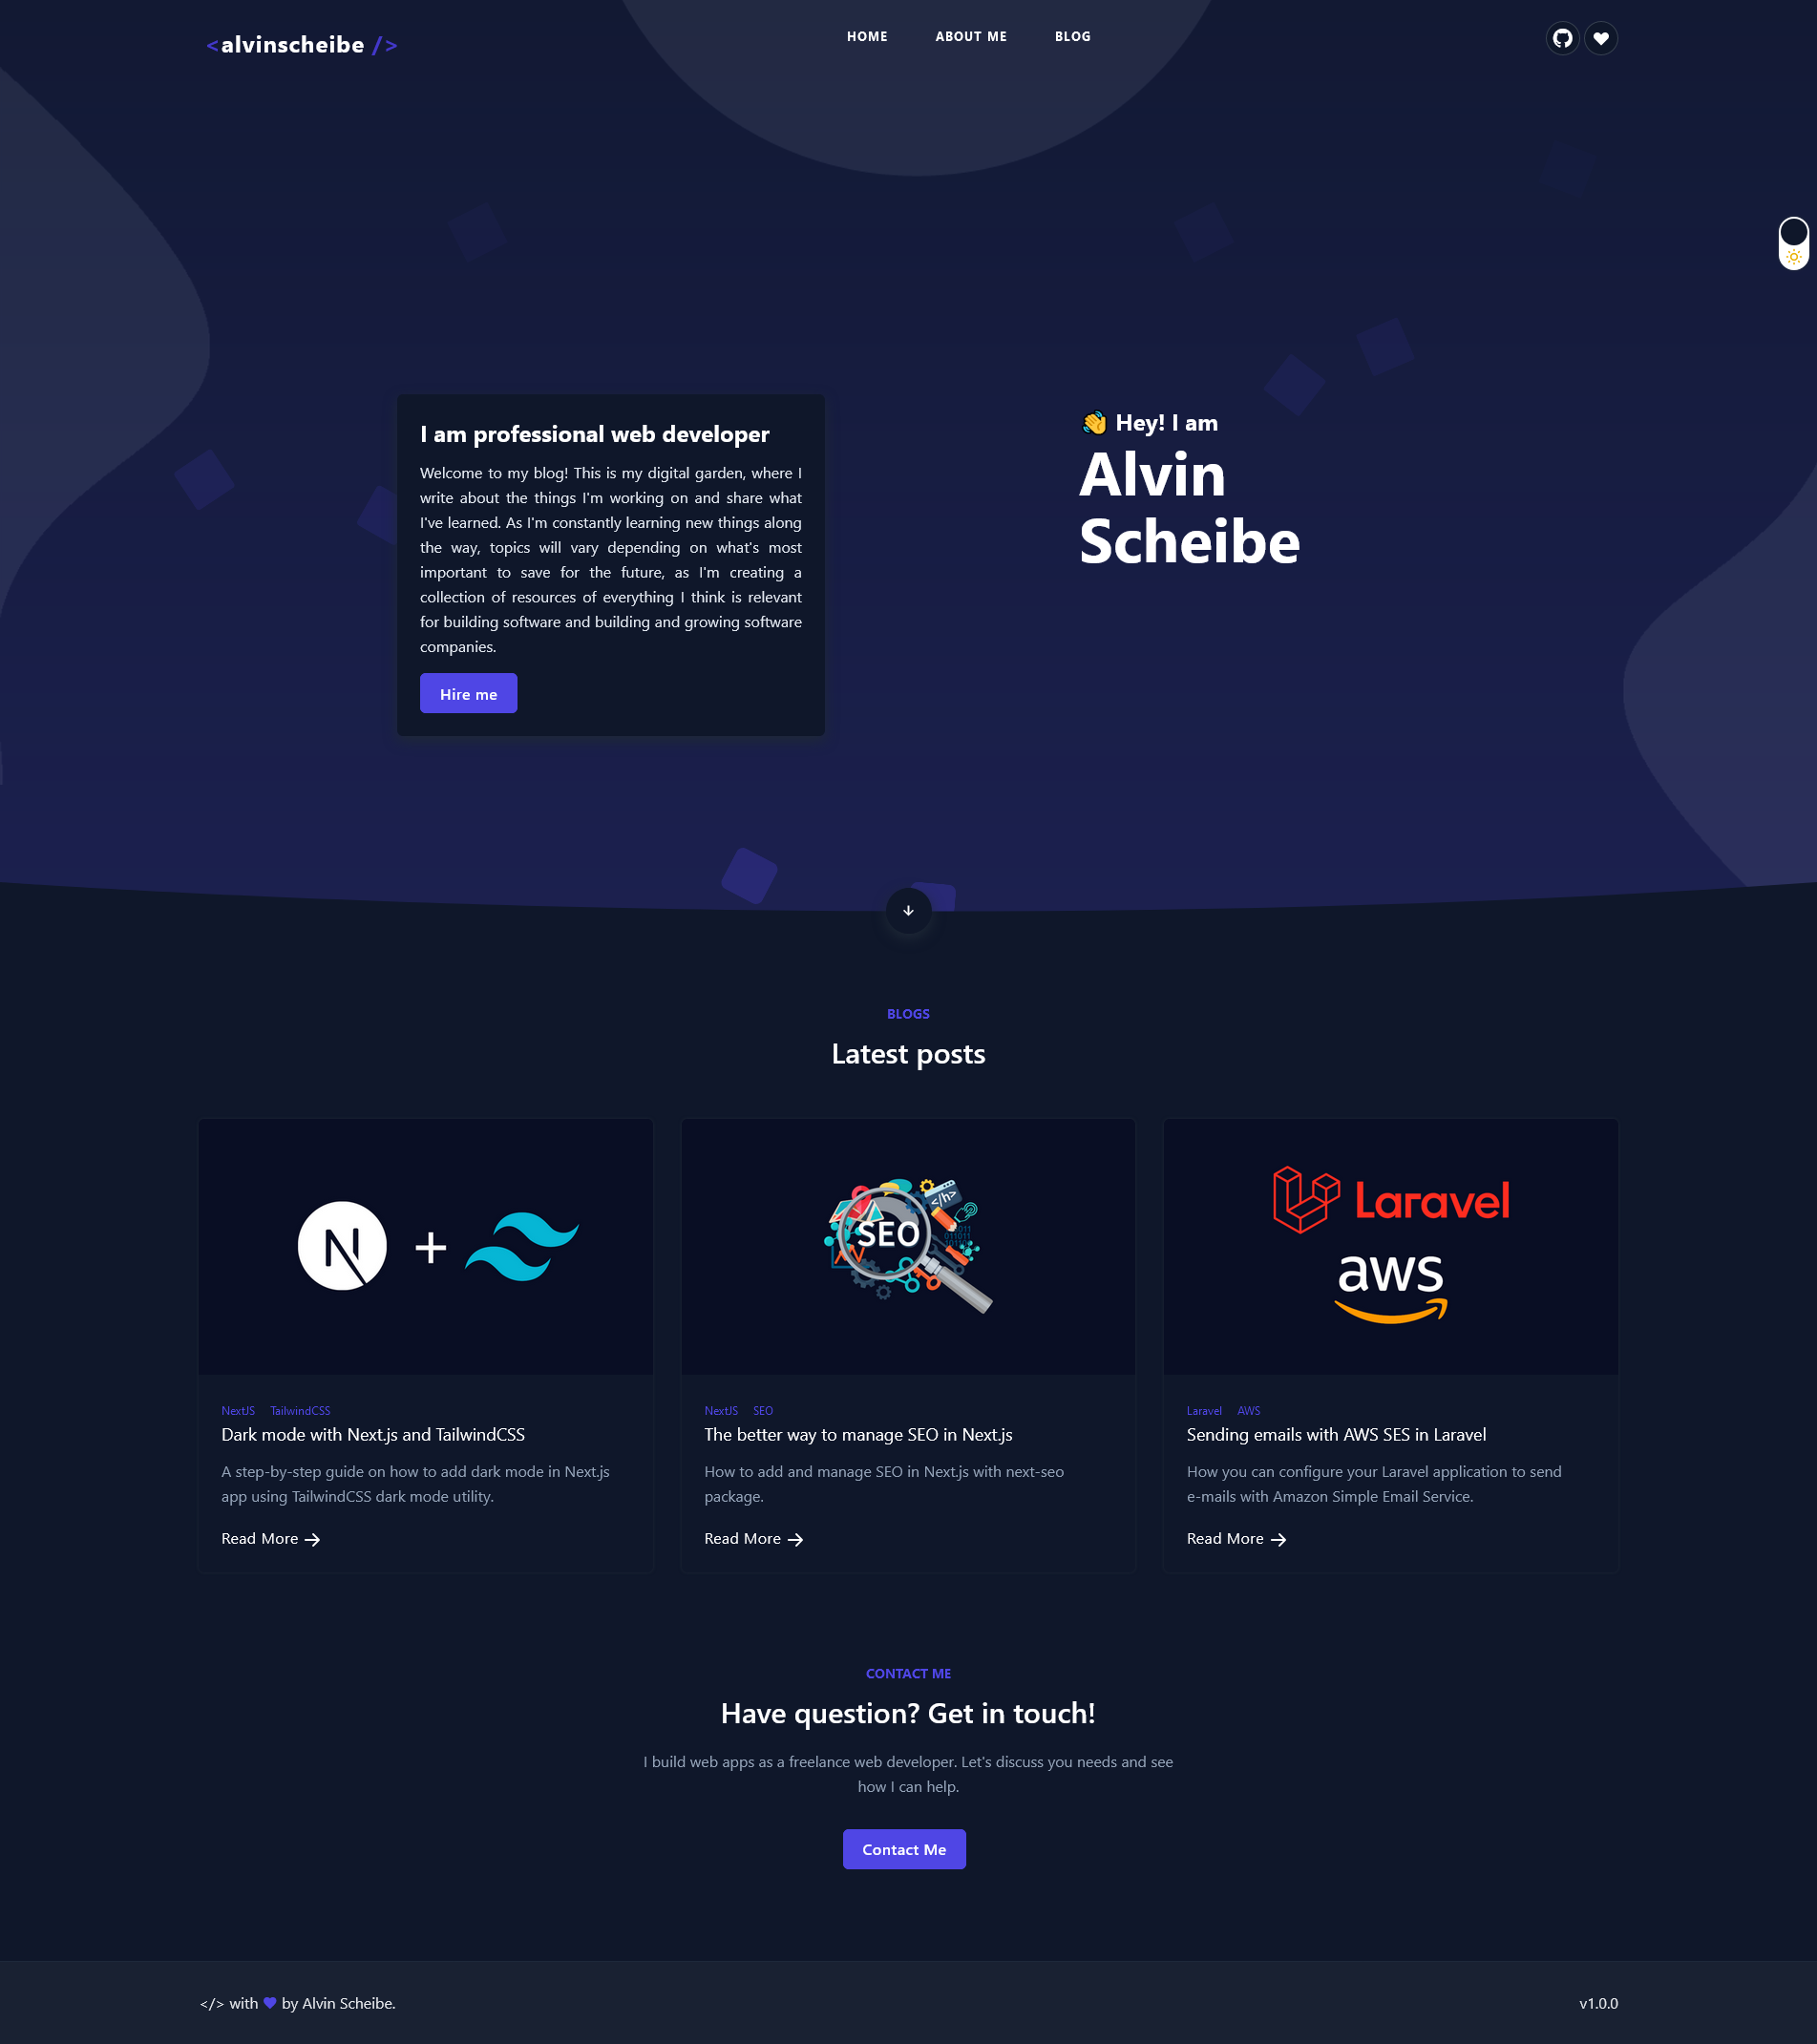 <alvinscheibe />
HOME ABOUT ME BLOG
I am professional web developer
Welcome to my blog! This is my digital garden, where I
write about the things I'm working on and share what
I've learned. As I'm constantly learning new things along
the way, topics will vary depending on what's most
important to save for the future, as I'm creating a
collection of resources of everything I think is relevant
for building software and building and growing software
companies.
Hire me
👋 Hey! I am
Alvin
Scheibe
BLOGS
Latest posts
N +
NextJS TailwindCSS
Dark mode with Next.js and TailwindCSS
A step-by-step guide on how to add dark mode in Next.js
app using TailwindCSS dark mode utility.
Read More →
</h>
SEO
NextJS SEO
The better way to manage SEO in Next.js
How to add and manage SEO in Next.js with next-seo
package.
Read More →
Laravel
aws
Laravel AWS
Sending emails with AWS SES in Laravel
How you can configure your Laravel application to send
e-mails with Amazon Simple Email Service.
Read More →
CONTACT ME
Have question? Get in touch!
I build web apps as a freelance web developer. Let's discuss you needs and see
how I can help.
Contact Me
</> with ♥ by Alvin Scheibe.
v1.0.0